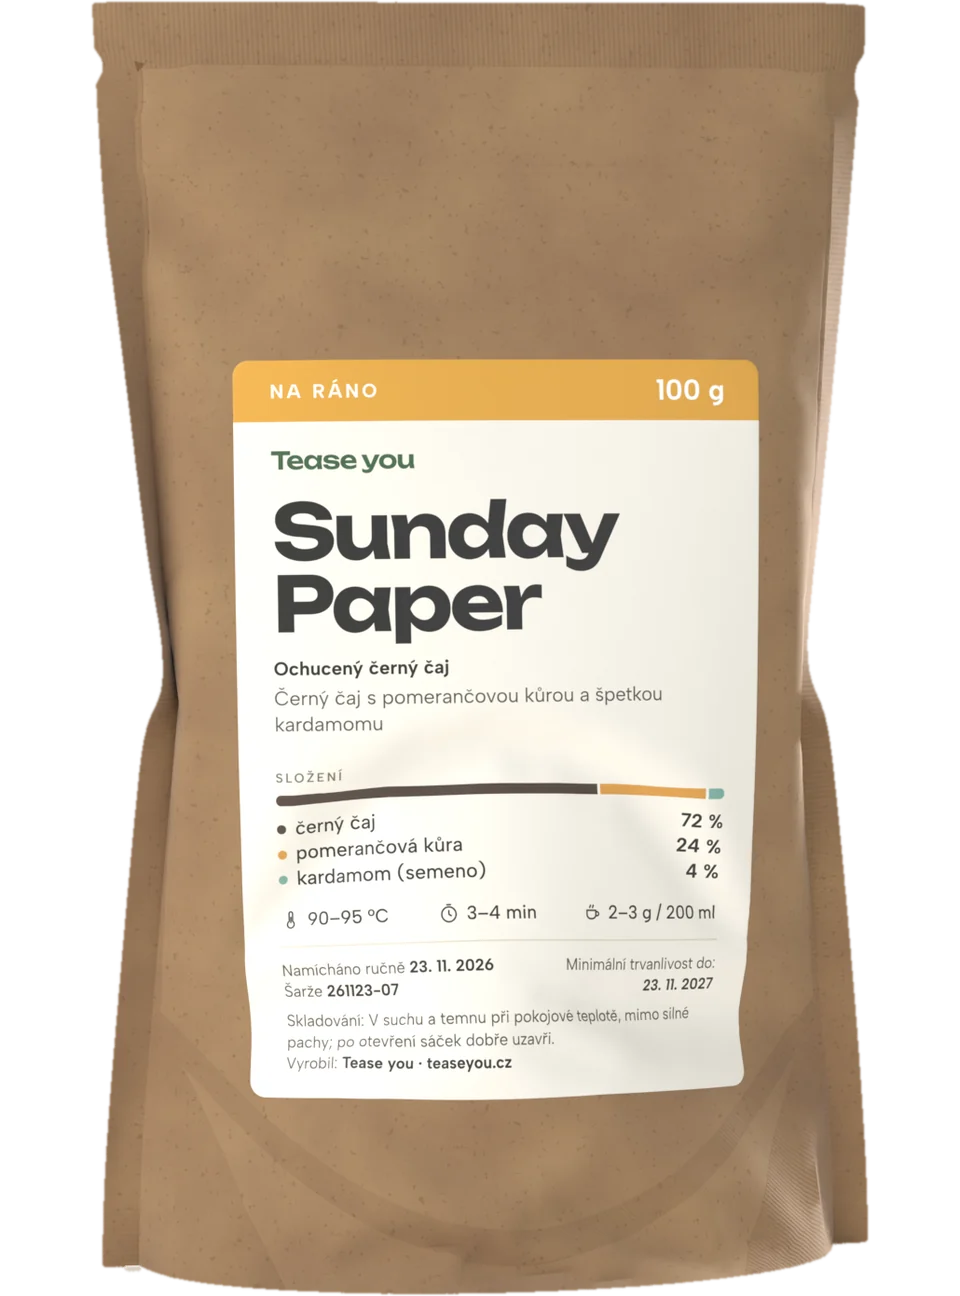 NA RÁNO 100 g
Tease you
Sunday
Paper
Ochucený černý čaj
Černý čaj s pomerančovou kůrou a špetkou
kardamomu
SLOŽENÍ
černý čaj 72 %
pomerančová kůra 24 %
kardamom (semeno) 4 %
90–95 °C 3–4 min 2–3 g / 200 ml
Namícháno ručně 23. 11. 2026 Minimální trvanlivost do:
Šarže 261123-07 23. 11. 2027
Skladování: V suchu a temnu při pokojové teplotě, mimo silné
pachy; po otevření sáček dobře uzavři.
Vyrobil: Tease you · teaseyou.cz